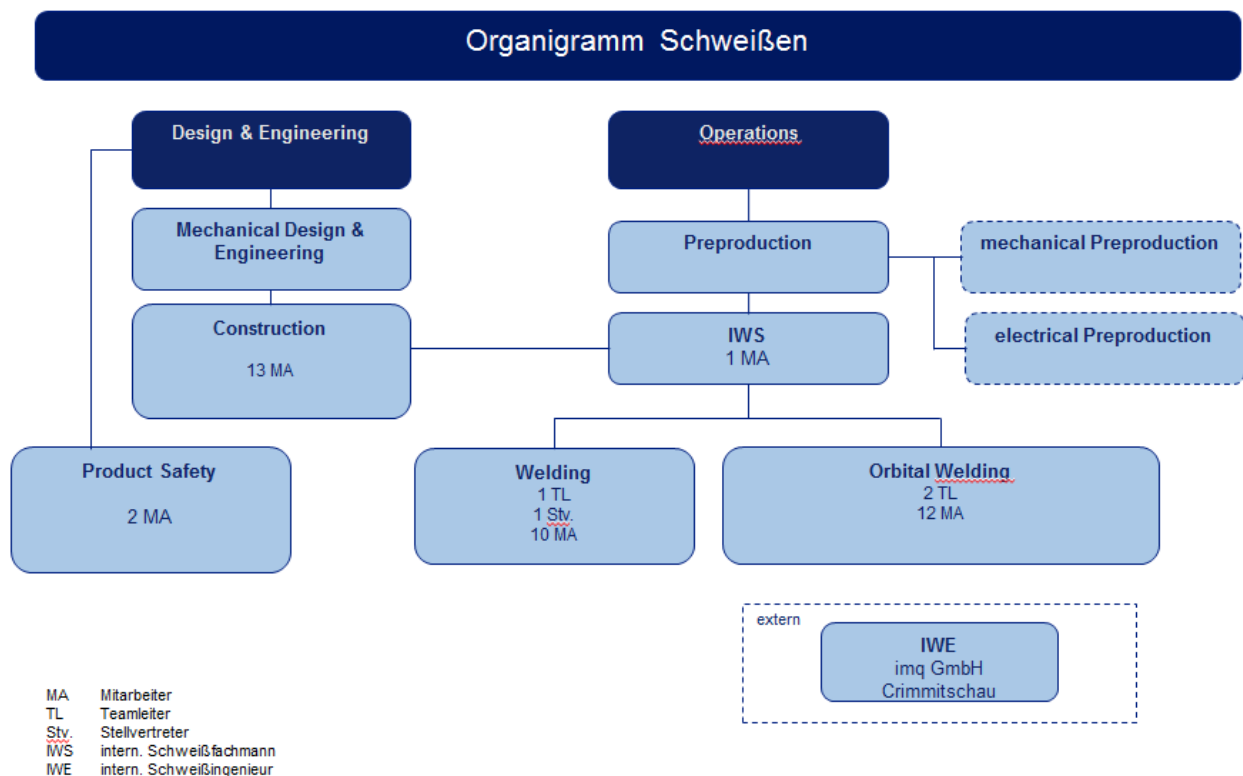 Organigramm Schweißen
Design & Engineering
Operations
Mechanical Design &
Engineering
Preproduction
mechanical Preproduction
Construction
13 MA
IWS
1 MA
electrical Preproduction
Product Safety
2 MA
Welding
1 TL
1 Stv.
10 MA
Orbital Welding
2 TL
12 MA
extern
IWE
imq GmbH
Crimmitschau
MA Mitarbeiter
TL Teamleiter
Stv. Stellvertreter
IWS intern. Schweißfachmann
IWE intern. Schweißingenieur